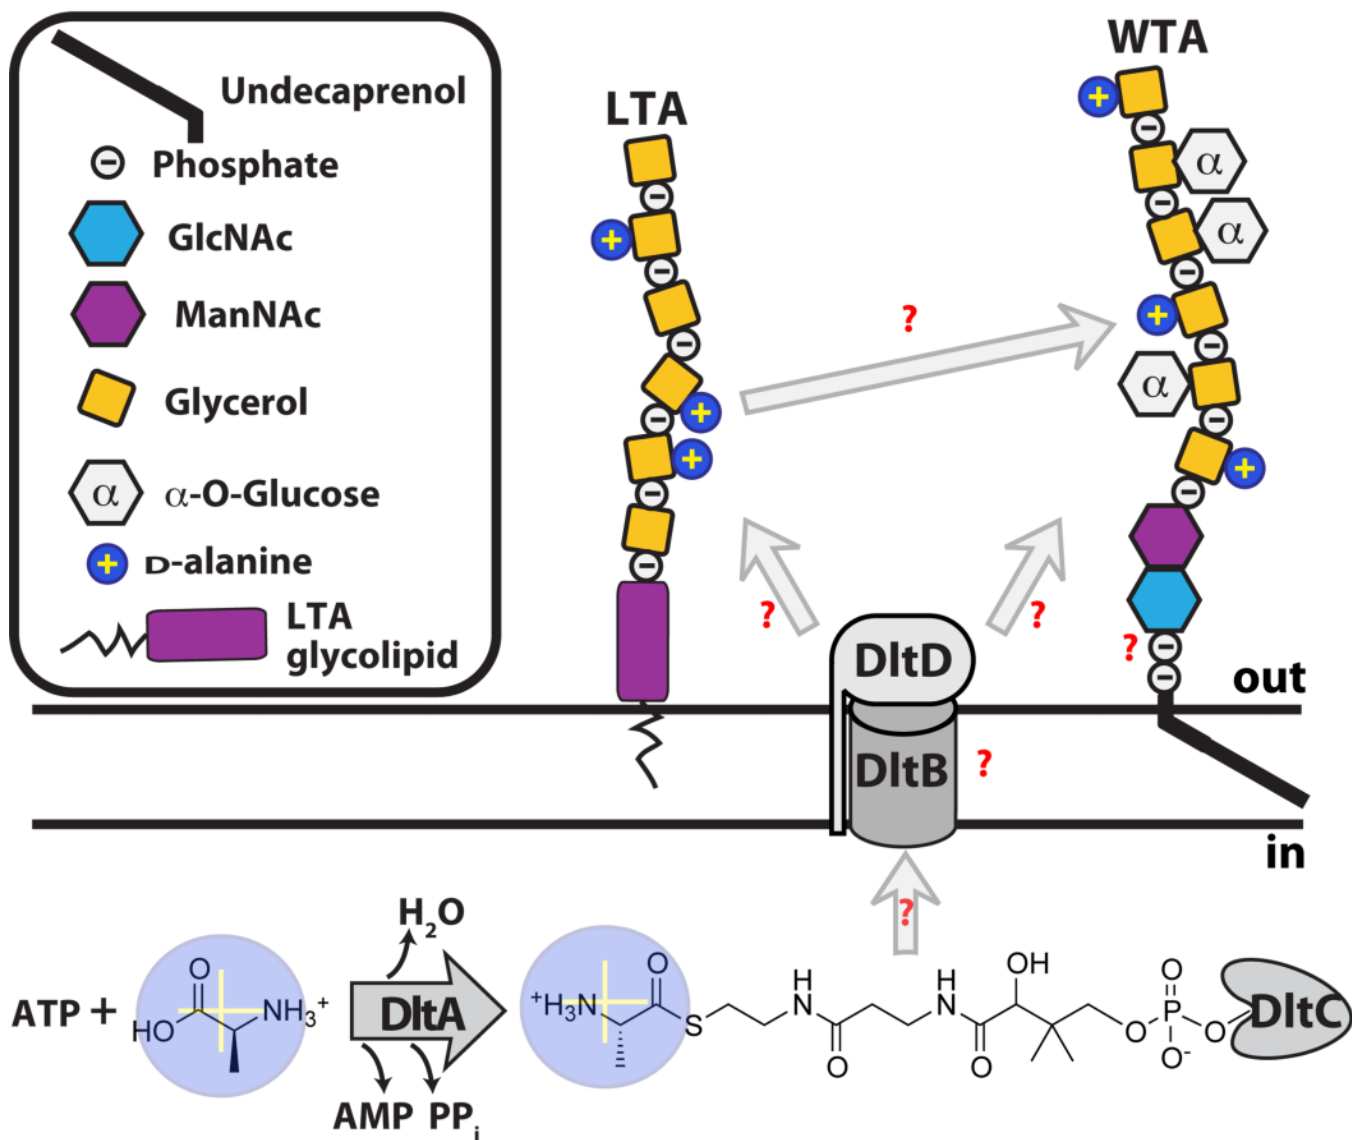 Undecaprenol
− Phosphate
GlcNAc
ManNAc
Glycerol
α α-O-Glucose
+ D-alanine
LTA
glycolipid
LTA
+
−
−
−
−
−
−
+
+
+
−
−
−
−
−
−
WTA
+
−
α
−
α
−
+
−
α
−
+
−
−
−
?
?
?
?
DltD
DltB
?
out
in
?
ATP +
O
HO
NH3+
H2O
DltA
AMP PPi
+H3N
O
S
H
N
O
H
N
O
OH
O
O
P
O-
O
DltC